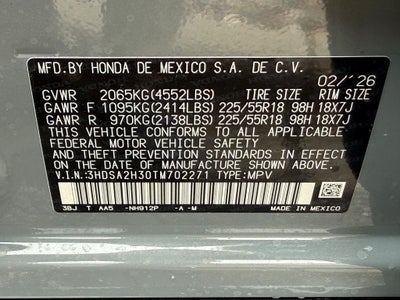 MFD.BY HONDA DE MEXICO S.A. DE C.V.
02/'26
GVWR 2065KG(4552LBS) TIRE SIZE RIM SIZE
GAWR F 1095KG(2414LBS) 225/55R18 98H 18X7J
GAWR R 970KG(2138LBS) 225/55R18 98H 18X7J
THIS VEHICLE CONFORMS TO ALL APPLICABLE
FEDERAL MOTOR VEHICLE SAFETY
AND THEFT PREVENTION STANDARDS IN EFFECT
ON THE DATE OF MANUFACTURE SHOWN ABOVE.
V.I.N.:3HDSA2H30TM702271 TYPE:MPV
3BJ T AA5 -NH912P -A -M MADE IN MEXICO